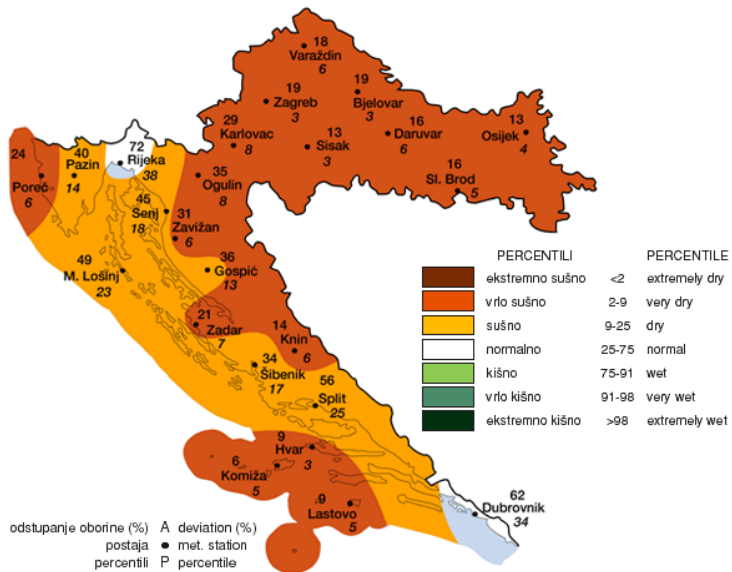 18
Varaždin
6
19
Zagreb
3
19
Bjelovar
3
29
Karlovac
8
13
Sisak
3
16
Daruvar
6
13
Osijek
4
16
Sl. Brod
5
24
Poreč
6
40
Pazin
14
72
Rijeka
38
35
Ogulin
8
45
Senj
18
31
Zavižan
6
49
M. Lošinj
23
36
Gospić
13
21
Zadar
7
14
Knin
6
34
Šibenik
17
56
Split
25
9
Hvar
3
6
Komiža
5
9
Lastovo
5
62
Dubrovnik
34
PERCENTILI PERCENTILE
ekstremno sušno <2 extremely dry
vrlo sušno 2-9 very dry
sušno 9-25 dry
normalno 25-75 normal
kišno 75-91 wet
vrlo kišno 91-98 very wet
ekstremno kišno >98 extremely wet
odstupanje oborine (%) A deviation (%)
postaja ● met. station
percentili P percentile